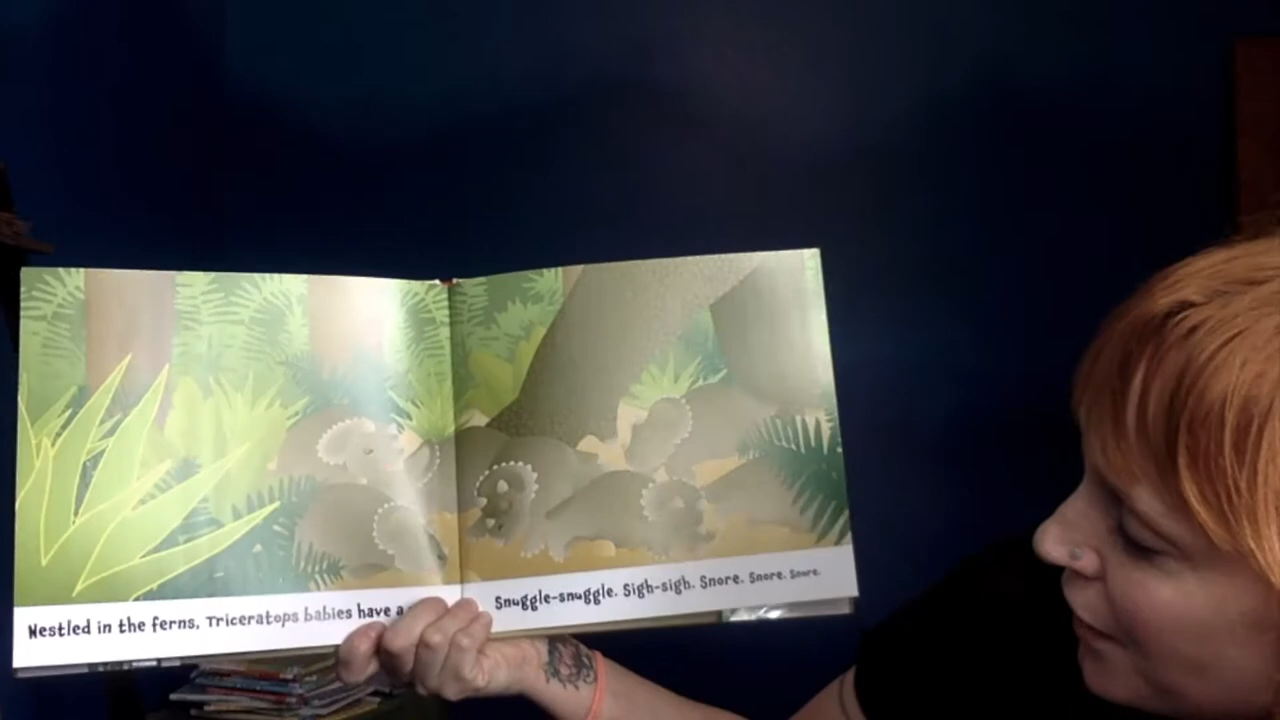 Nestled in the ferns, Triceratops babies have a
Snuggle-snuggle. Sigh-sigh. Snore. Snore. Snore.